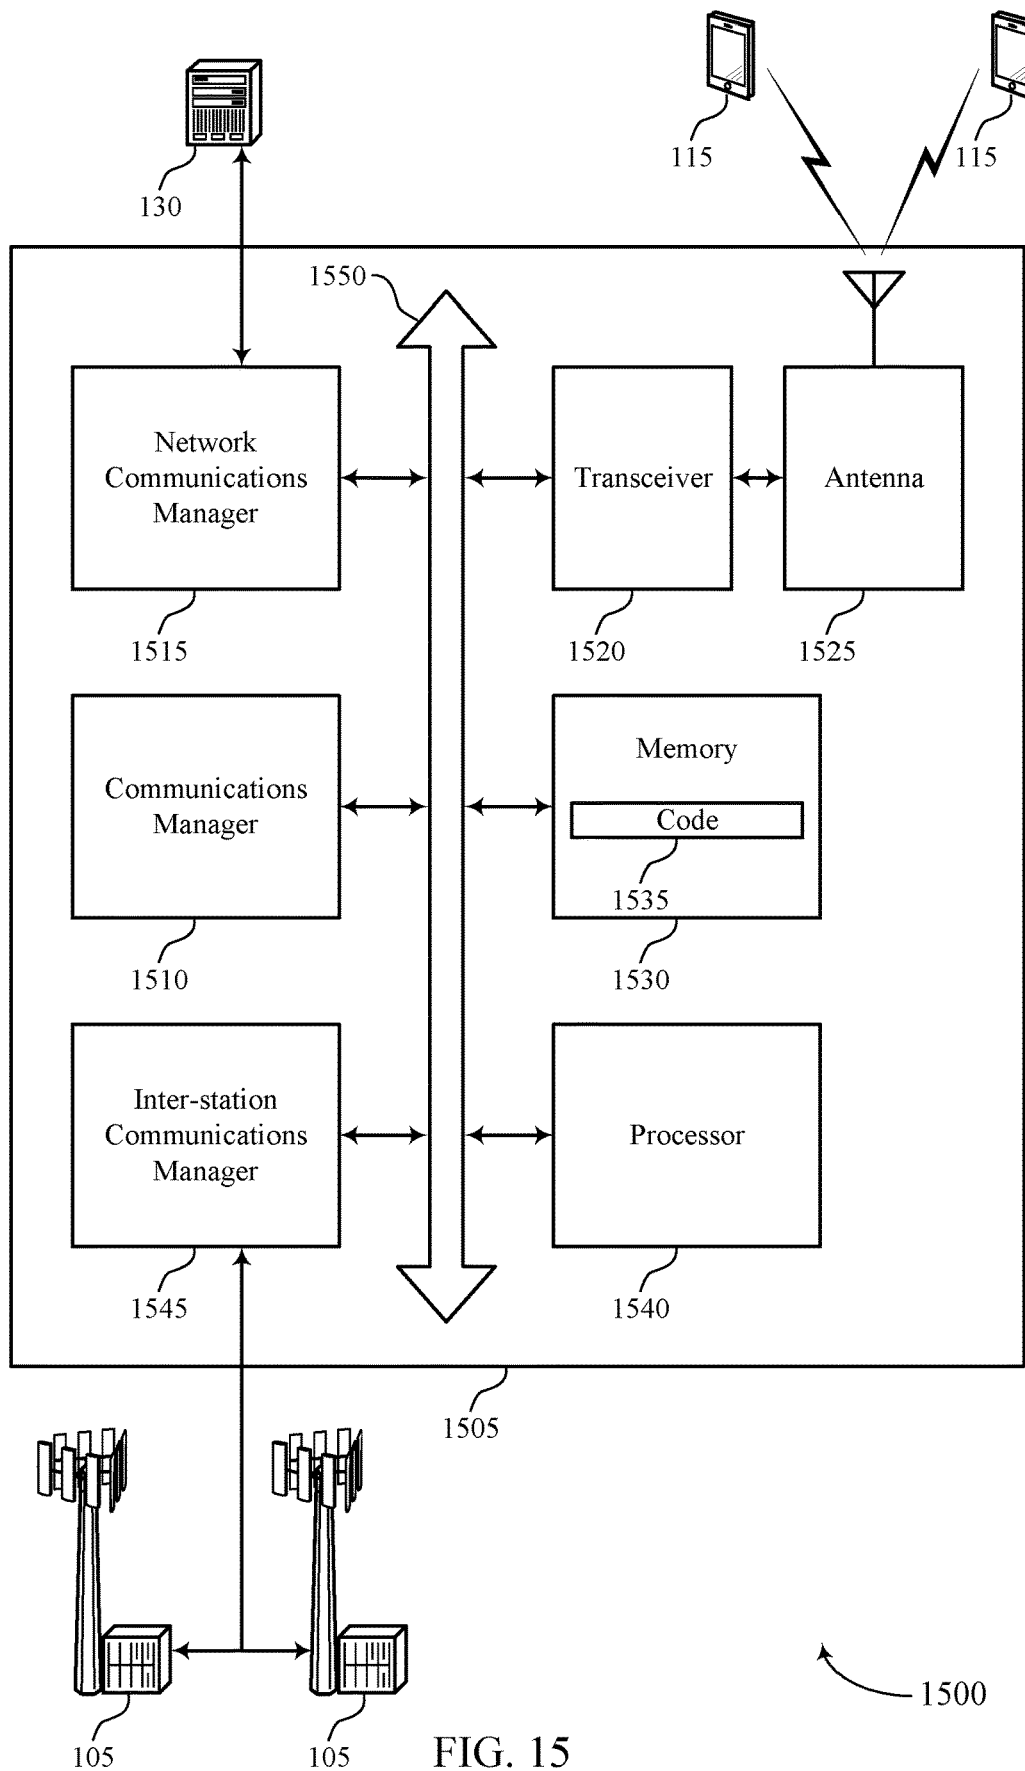 115
115
130
1550
Network
Communications
Manager
Transceiver
Antenna
1515
1520
1525
Communications
Manager
Memory
Code
1535
1510
1530
Inter-station
Communications
Manager
Processor
1545
1540
1505
1500
105
105
FIG. 15